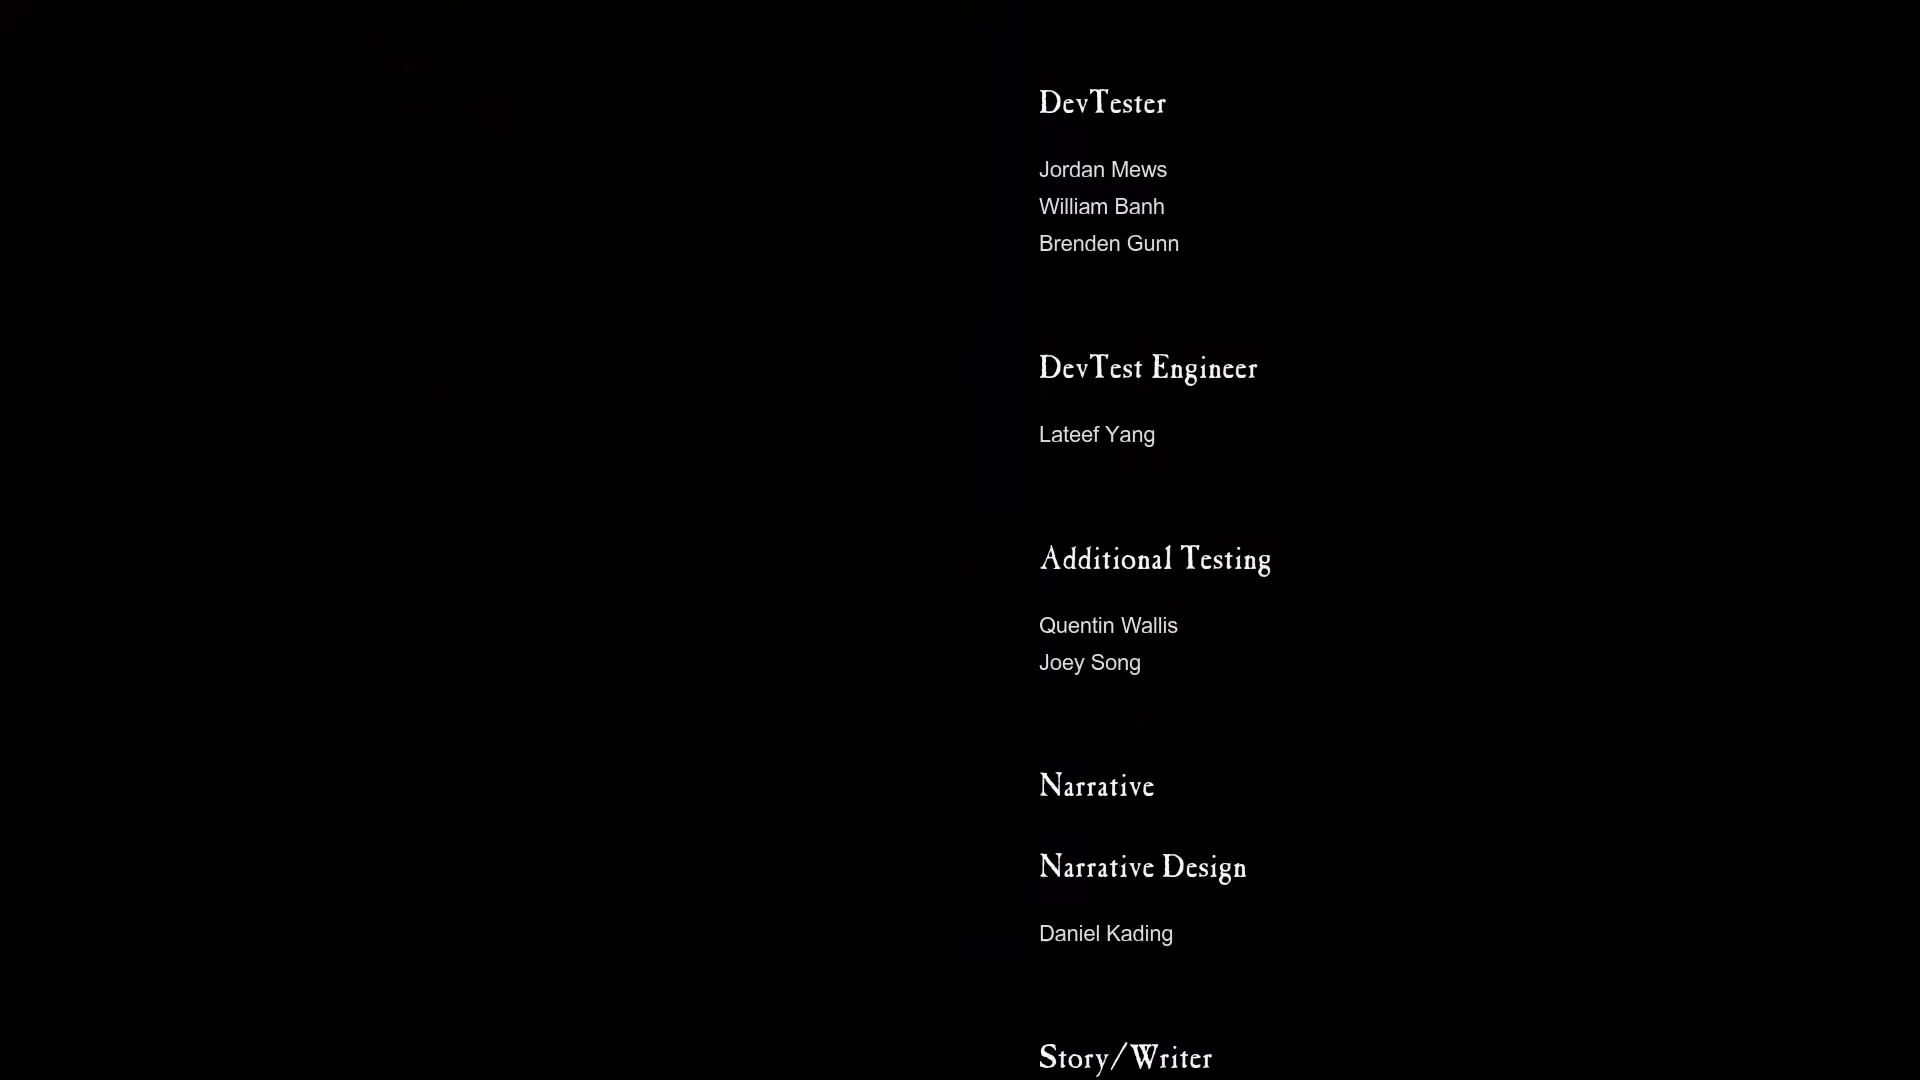 DevTester
Jordan Mews
William Banh
Brenden Gunn
DevTest Engineer
Lateef Yang
Additional Testing
Quentin Wallis
Joey Song
Narrative
Narrative Design
Daniel Kading
Story/Writer